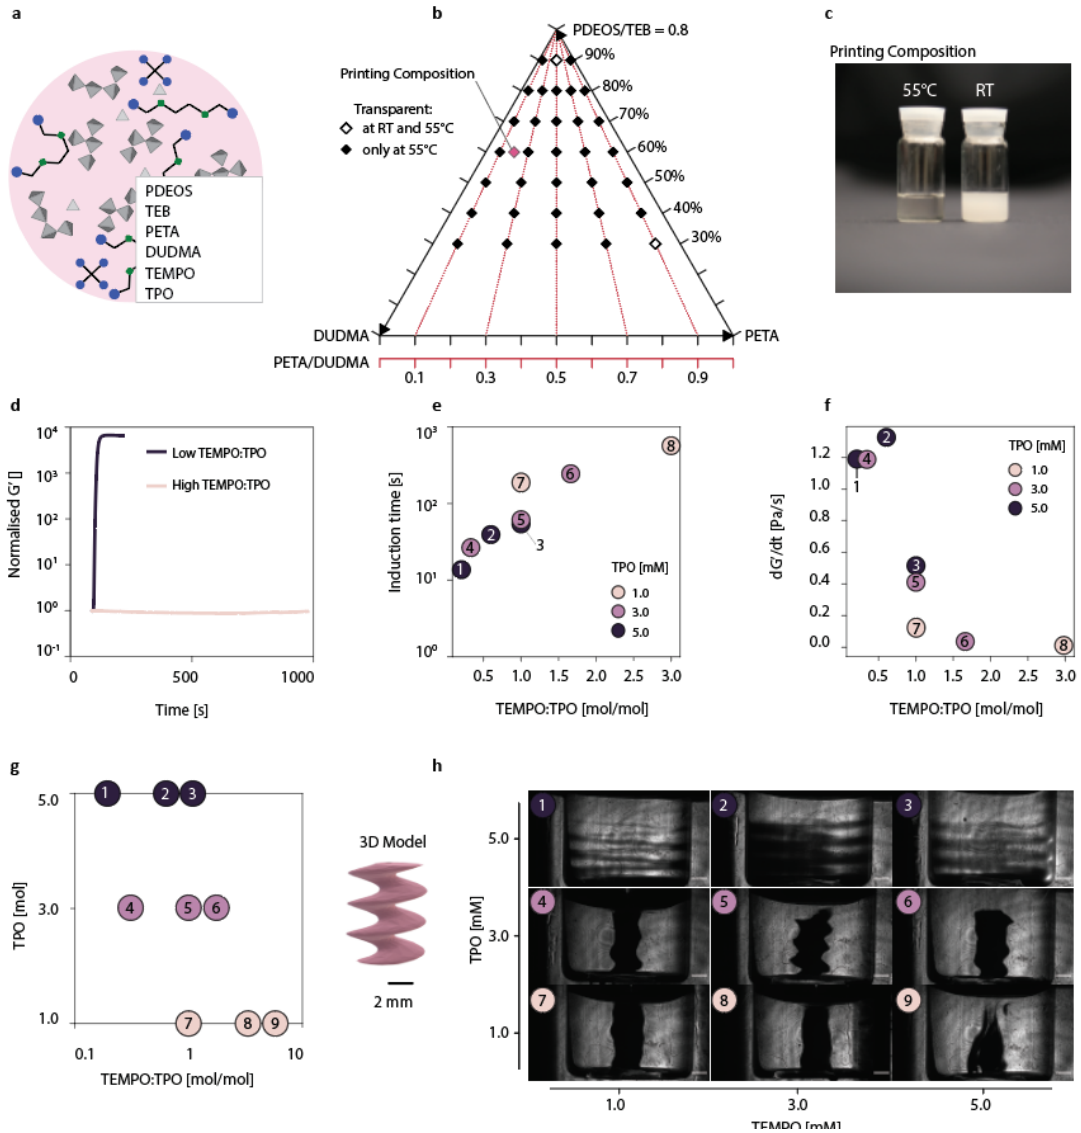 a
PDEOS
TEB
PETA
DUDMA
TEMPO
TPO
b
PDEOS/TEB = 0.8
Printing Composition
Transparent:
at RT and 55°C
only at 55°C
90%
80%
70%
60%
50%
40%
30%
DUDMA
PETA
PETA/DUDMA
0.1
0.3
0.5
0.7
0.9
c
Printing Composition
55°C
RT
d
Normalised G' []
10⁴
10³
10²
10¹
10⁰
10⁻¹
Low TEMPO:TPO
High TEMPO:TPO
0
500
1000
Time [s]
e
Induction time [s]
10³
10²
10¹
10⁰
1
2
3
4
5
6
7
8
TPO [mM]
1.0
3.0
5.0
0.5
1.0
1.5
2.0
2.5
3.0
TEMPO:TPO [mol/mol]
f
dG'/dt [Pa/s]
1.2
1.0
0.8
0.6
0.4
0.2
0.0
1
2
3
4
5
6
7
8
TPO [mM]
1.0
3.0
5.0
0.5
1.0
1.5
2.0
2.5
3.0
TEMPO:TPO [mol/mol]
g
TPO [mol]
5.0
3.0
1.0
1
2
3
4
5
6
7
8
9
0.1
1
10
TEMPO:TPO [mol/mol]
3D Model
2 mm
h
TPO [mM]
5.0
3.0
1.0
1
2
3
4
5
6
7
8
9
1.0
3.0
5.0
TEMPO [mM]